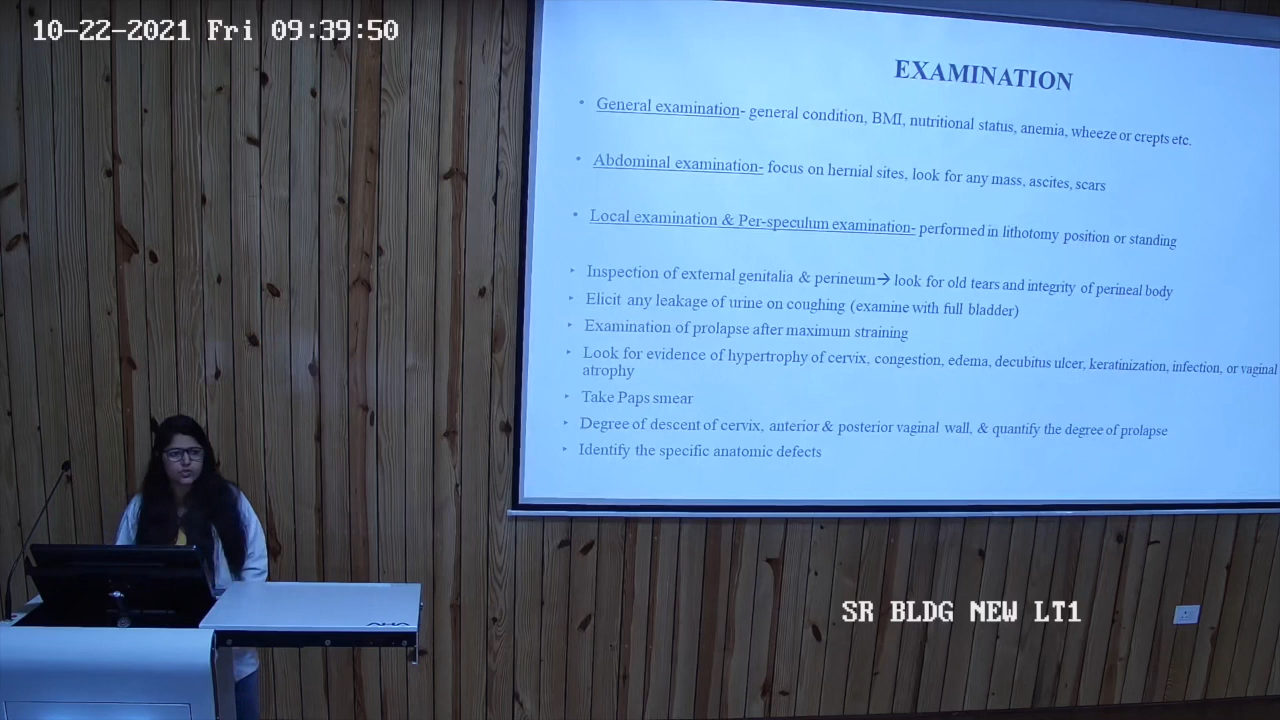 10-22-2021 Fri 09:39:50
EXAMINATION
• General examination- general condition, BMI, nutritional status, anemia, wheeze or crepts etc.
• Abdominal examination- focus on hernial sites, look for any mass, ascites, scars
• Local examination & Per-speculum examination- performed in lithotomy position or standing
‣ Inspection of external genitalia & perineum→ look for old tears and integrity of perineal body
‣ Elicit any leakage of urine on coughing (examine with full bladder)
‣ Examination of prolapse after maximum straining
‣ Look for evidence of hypertrophy of cervix, congestion, edema, decubitus ulcer, keratinization, infection, or vaginal
atrophy
‣ Take Paps smear
‣ Degree of descent of cervix, anterior & posterior vaginal wall, & quantify the degree of prolapse
‣ Identify the specific anatomic defects
AHA
SR BLDG NEW LT1